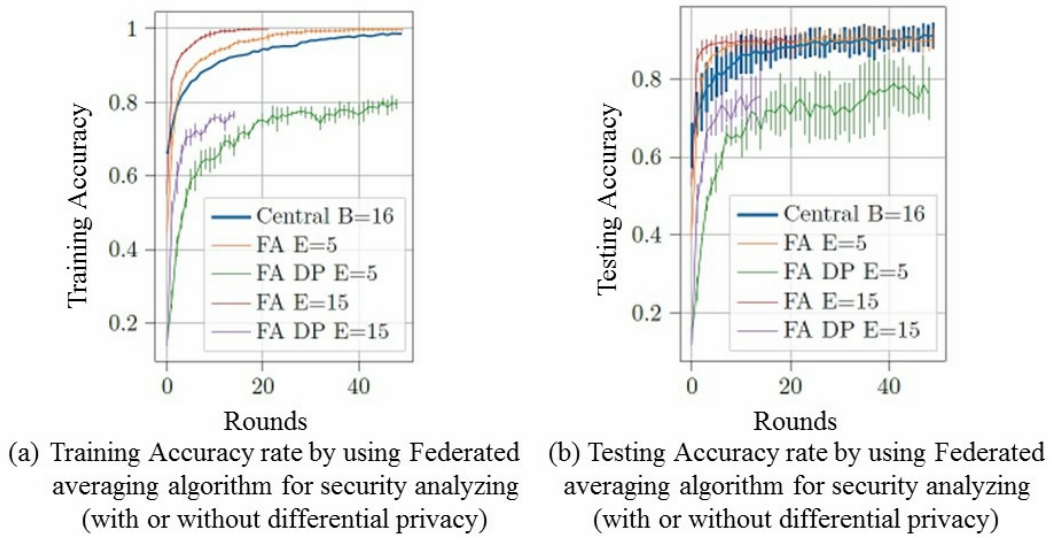 1
0.8
0.6
0.4
0.2
Training Accuracy
Central B=16
FA E=5
FA DP E=5
FA E=15
FA DP E=15
0
20
40
Rounds
(a) Training Accuracy rate by using Federated
averaging algorithm for security analyzing
(with or without differential privacy)
1
0.8
0.6
0.4
0.2
Testing Accuracy
Central B=16
FA E=5
FA DP E=5
FA E=15
FA DP E=15
0
20
40
Rounds
(b) Testing Accuracy rate by using Federated
averaging algorithm for security analyzing
(with or without differential privacy)